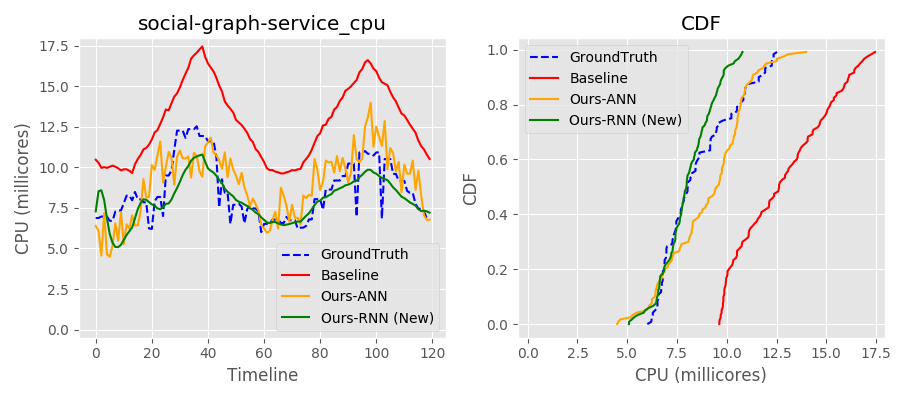 social-graph-service_cpu
CPU (millicores)
17.5
15.0
12.5
10.0
7.5
5.0
2.5
0.0
0
20
40
60
80
100
120
Timeline
GroundTruth
Baseline
Ours-ANN
Ours-RNN (New)
CDF
CDF
1.0
0.8
0.6
0.4
0.2
0.0
0.0
2.5
5.0
7.5
10.0
12.5
15.0
17.5
CPU (millicores)
GroundTruth
Baseline
Ours-ANN
Ours-RNN (New)